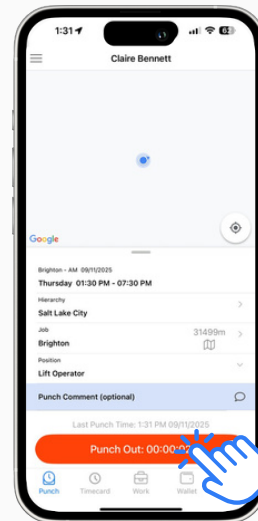 1:31
Claire Bennett
Google
Brighton - AM 09/11/2025
Thursday 01:30 PM - 07:30 PM
Hierarchy
Salt Lake City
Job
31499m
Brighton
Position
Lift Operator
Punch Comment (optional)
Last Punch Time: 1:31 PM 09/11/2025
Punch Out: 00:00:02
Punch Timecard Work Wallet